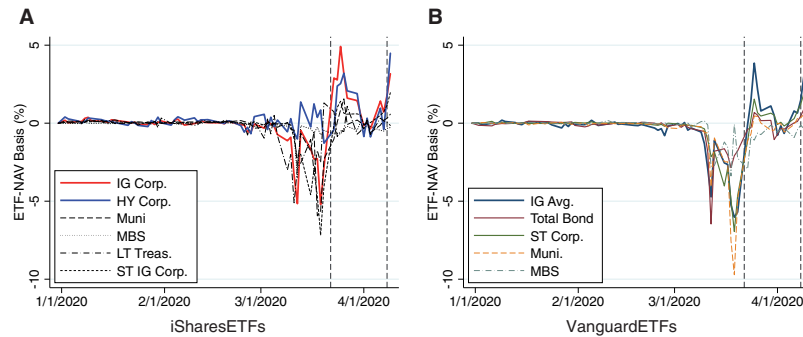 A
ETF-NAV Basis (%)
5
0
-5
-10
IG Corp.
HY Corp.
Muni
MBS
LT Treas.
ST IG Corp.
1/1/2020 2/1/2020 3/1/2020 4/1/2020
iSharesETFs
B
ETF-NAV Basis (%)
5
0
-5
-10
IG Avg.
Total Bond
ST Corp.
Muni.
MBS
1/1/2020 2/1/2020 3/1/2020 4/1/2020
VanguardETFs